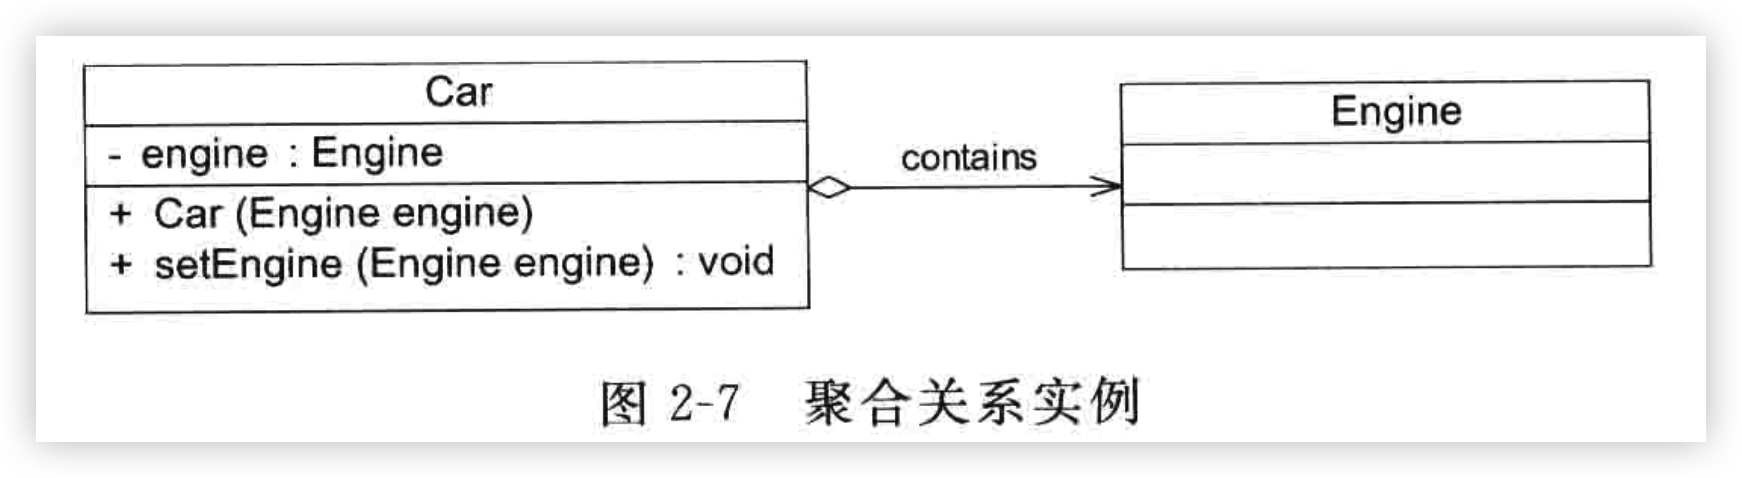 Car
- engine : Engine
+ Car (Engine engine)
+ setEngine (Engine engine) : void
contains
Engine
图 2-7 聚合关系实例